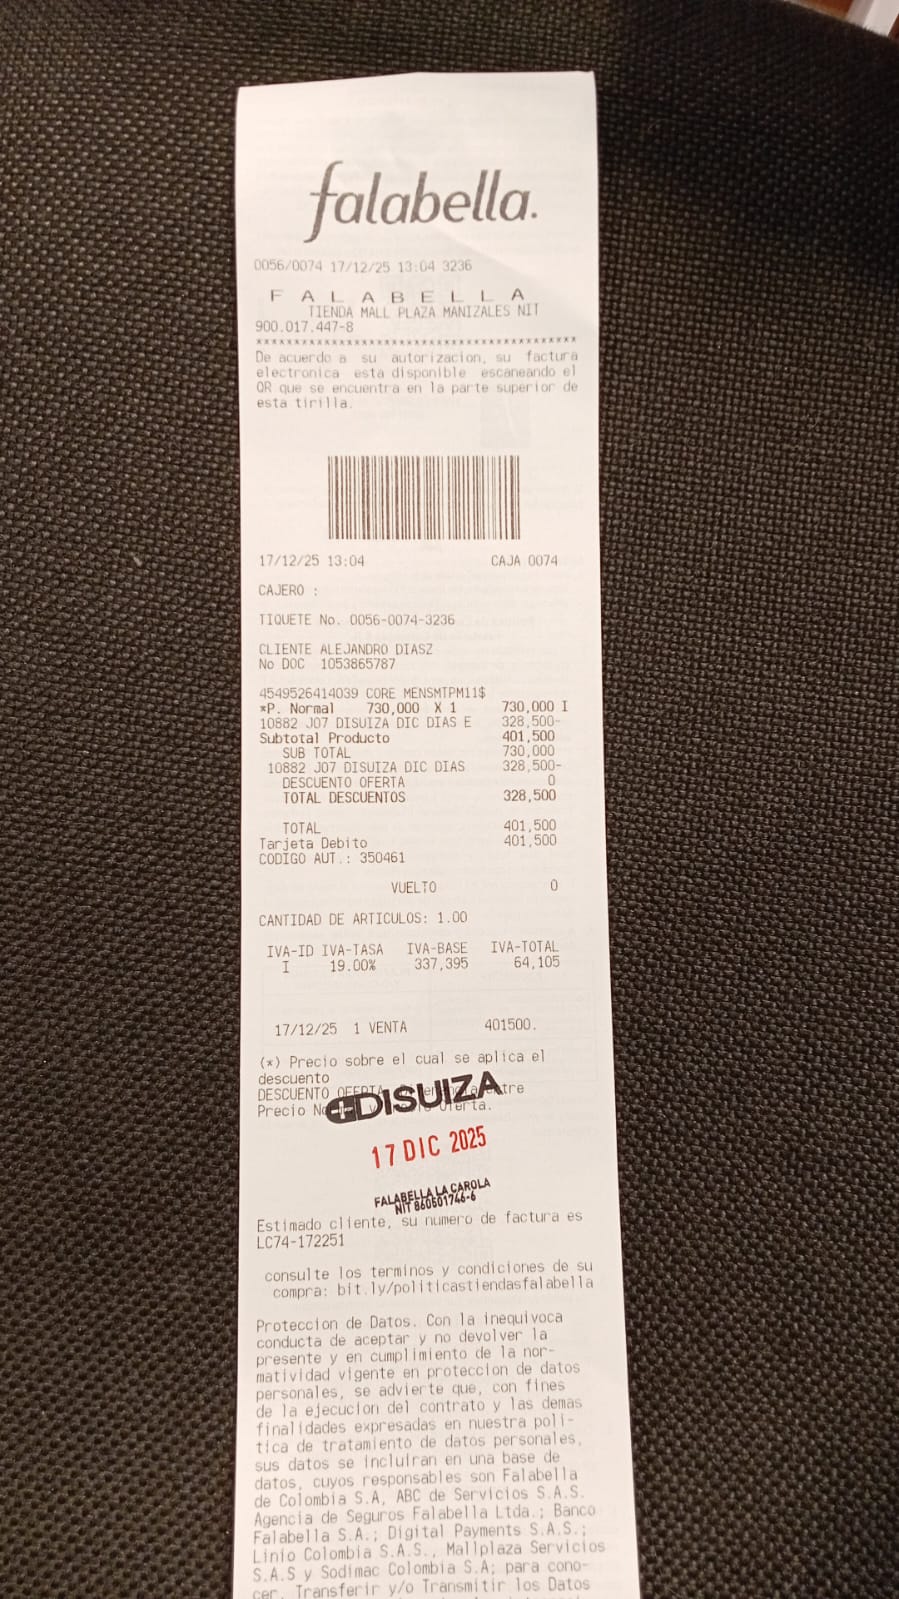 falabella.
0056/0074 17/12/25 13:04 3236
F A L A B E L L A
TIENDA MALL PLAZA MANIZALES NIT
900.017.447-8
****************************************
De acuerdo a su autorizacion, su factura
electronica esta disponible escaneando el
QR que se encuentra en la parte superior de
esta tirilla.
17/12/25 13:04 CAJA 0074
CAJERO :
TIQUETE No. 0056-0074-3236
CLIENTE ALEJANDRO DIASZ
No DOC 1053865787
4549526414039 CORE MENSMTPM11$
*P. Normal 730,000 X 1 730,000 I
10882 J07 DISUIZA DIC DIAS E 328,500-
Subtotal Producto 401,500
SUB TOTAL 730,000
10882 J07 DISUIZA DIC DIAS 328,500-
DESCUENTO OFERTA 0
TOTAL DESCUENTOS 328,500
TOTAL 401,500
Tarjeta Debito 401,500
CODIGO AUT.: 350461
VUELTO 0
CANTIDAD DE ARTICULOS: 1.00
IVA-ID IVA-TASA IVA-BASE IVA-TOTAL
I 19.00% 337,395 64,105
17/12/25 1 VENTA 401500.
(*) Precio sobre el cual se aplica el
descuento
DESCUENTO OFERTA entre
Precio Oferta.
DISUIZA
17 DIC 2025
FALABELLA LA CAROLA
NIT 860501746-6
Estimado cliente, su numero de factura es
LC74-172251
consulte los terminos y condiciones de su
compra: bit.ly/politicastiendasfalabella
Proteccion de Datos. Con la inequivoca
conducta de aceptar y no devolver la
presente y en cumplimiento de la nor-
matividad vigente en proteccion de datos
personales, se advierte que, con fines
de la ejecucion del contrato y las demas
finalidades expresadas en nuestra poli-
tica de tratamiento de datos personales,
sus datos se incluiran en una base de
datos, cuyos responsables son Falabella
de Colombia S.A, ABC de Servicios S.A.S.
Agencia de Seguros Falabella Ltda.; Banco
Falabella S.A.; Digital Payments S.A.S.;
Linio Colombia S.A.S., Mallplaza Servicios
S.A.S y Sodimac Colombia S.A; para cono-
cer, Transferir y/o Transmitir los Datos